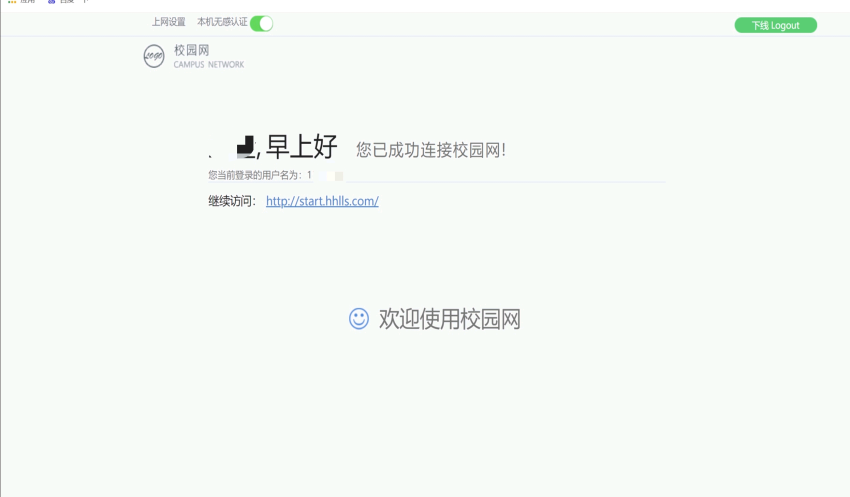 上网设置 本机无感认证
下线 Logout
Logo
校园网
CAMPUS NETWORK
, 早上好 您已成功连接校园网!
您当前登录的用户名为: 1
继续访问: http://start.hhlls.com/
欢迎使用校园网